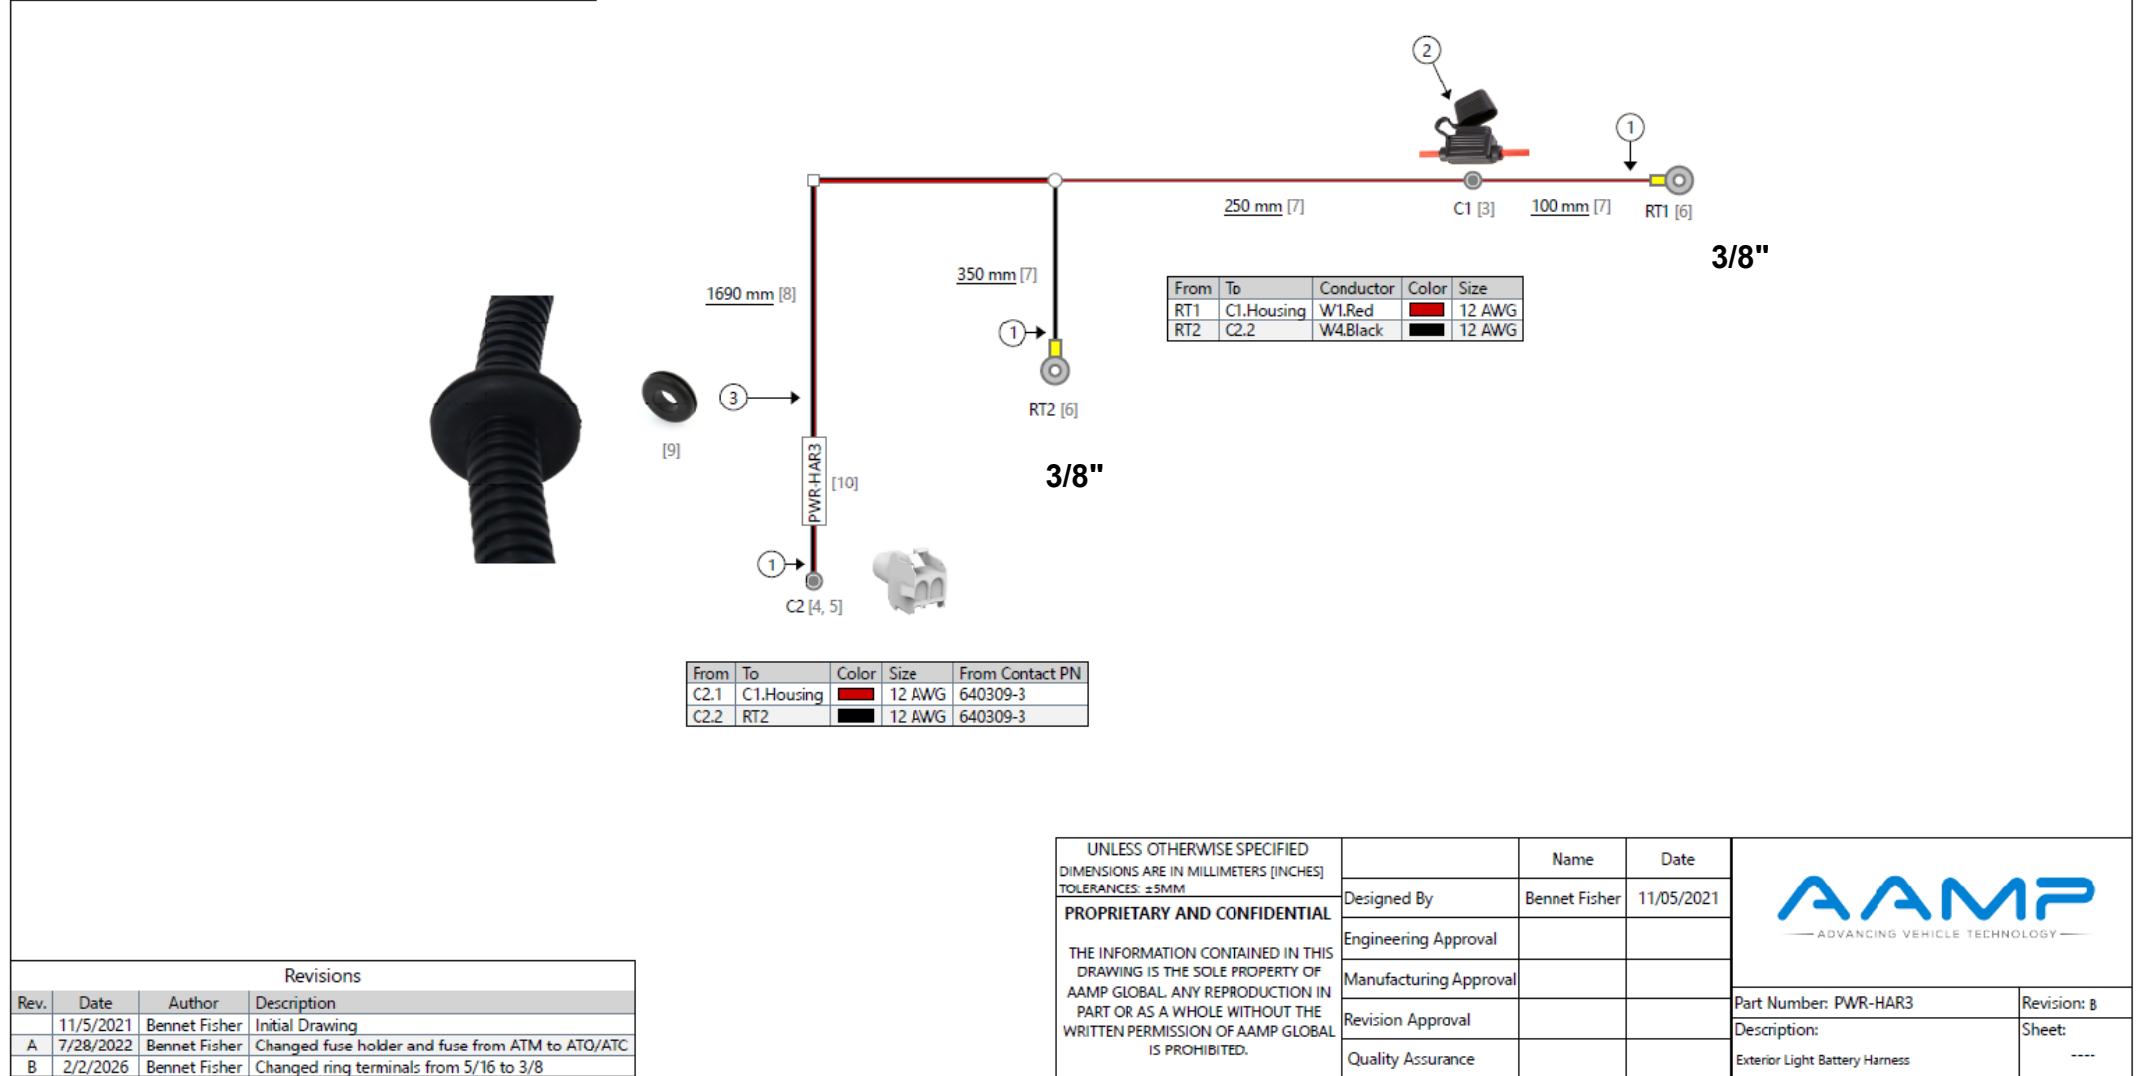 2
1
250 mm [7]
C1 [3]
100 mm [7]
RT1 [6]
3/8"
1690 mm [8]
350 mm [7]
From To Conductor Color Size
RT1 C1.Housing W1.Red 12 AWG
RT2 C2.2 W4.Black 12 AWG
1
3
[9]
RT2 [6]
3/8"
PWR-HAR3
[10]
1
C2 [4, 5]
From To Color Size From Contact PN
C2.1 C1.Housing 12 AWG 640309-3
C2.2 RT2 12 AWG 640309-3
UNLESS OTHERWISE SPECIFIED
DIMENSIONS ARE IN MILLIMETERS [INCHES]
TOLERANCES: ±5MM
PROPRIETARY AND CONFIDENTIAL
THE INFORMATION CONTAINED IN THIS
DRAWING IS THE SOLE PROPERTY OF
AAMP GLOBAL. ANY REPRODUCTION IN
PART OR AS A WHOLE WITHOUT THE
WRITTEN PERMISSION OF AAMP GLOBAL
IS PROHIBITED.
Name Date
Designed By Bennet Fisher 11/05/2021
Engineering Approval
Manufacturing Approval
Revision Approval
Quality Assurance
AAMP
ADVANCING VEHICLE TECHNOLOGY
Part Number: PWR-HAR3 Revision: B
Description: Sheet:
Exterior Light Battery Harness ----
Revisions
Rev. Date Author Description
11/5/2021 Bennet Fisher Initial Drawing
A 7/28/2022 Bennet Fisher Changed fuse holder and fuse from ATM to ATO/ATC
B 2/2/2026 Bennet Fisher Changed ring terminals from 5/16 to 3/8